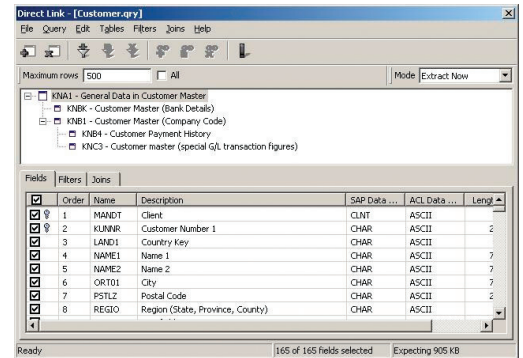 Direct Link - [Customer.qry]
File Query Edit Tables Filters Joins Help
Maximum rows 500 All Mode Extract Now
KNA1 - General Data in Customer Master
KNBK - Customer Master (Bank Details)
KNB1 - Customer Master (Company Code)
KNB4 - Customer Payment History
KNC3 - Customer master (special G/L transaction figures)
Fields Filters Joins
Order Name Description SAP Data ... ACL Data ... Lengt
1 MANDT Client CLNT ASCII
2 KUNNR Customer Number 1 CHAR ASCII 2
3 LAND1 Country Key CHAR ASCII
4 NAME1 Name 1 CHAR ASCII 7
5 NAME2 Name 2 CHAR ASCII 7
6 ORT01 City CHAR ASCII 7
7 PSTLZ Postal Code CHAR ASCII 2
8 REGIO Region (State, Province, County) CHAR ASCII
Ready 165 of 165 fields selected Expecting 905 KB